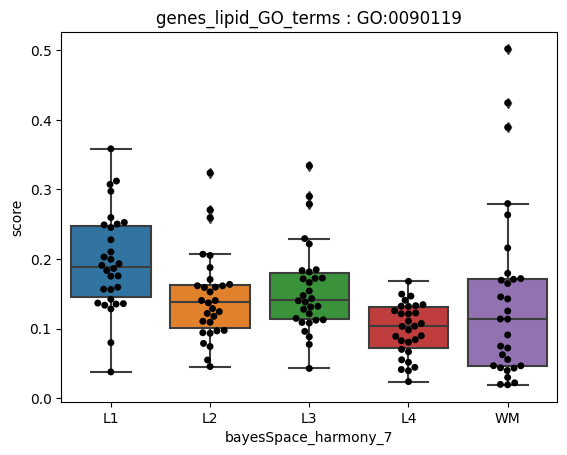 genes_lipid_GO_terms : GO:0090119
score
0.5
0.4
0.3
0.2
0.1
0.0
L1 L2 L3 L4 WM
bayesSpace_harmony_7